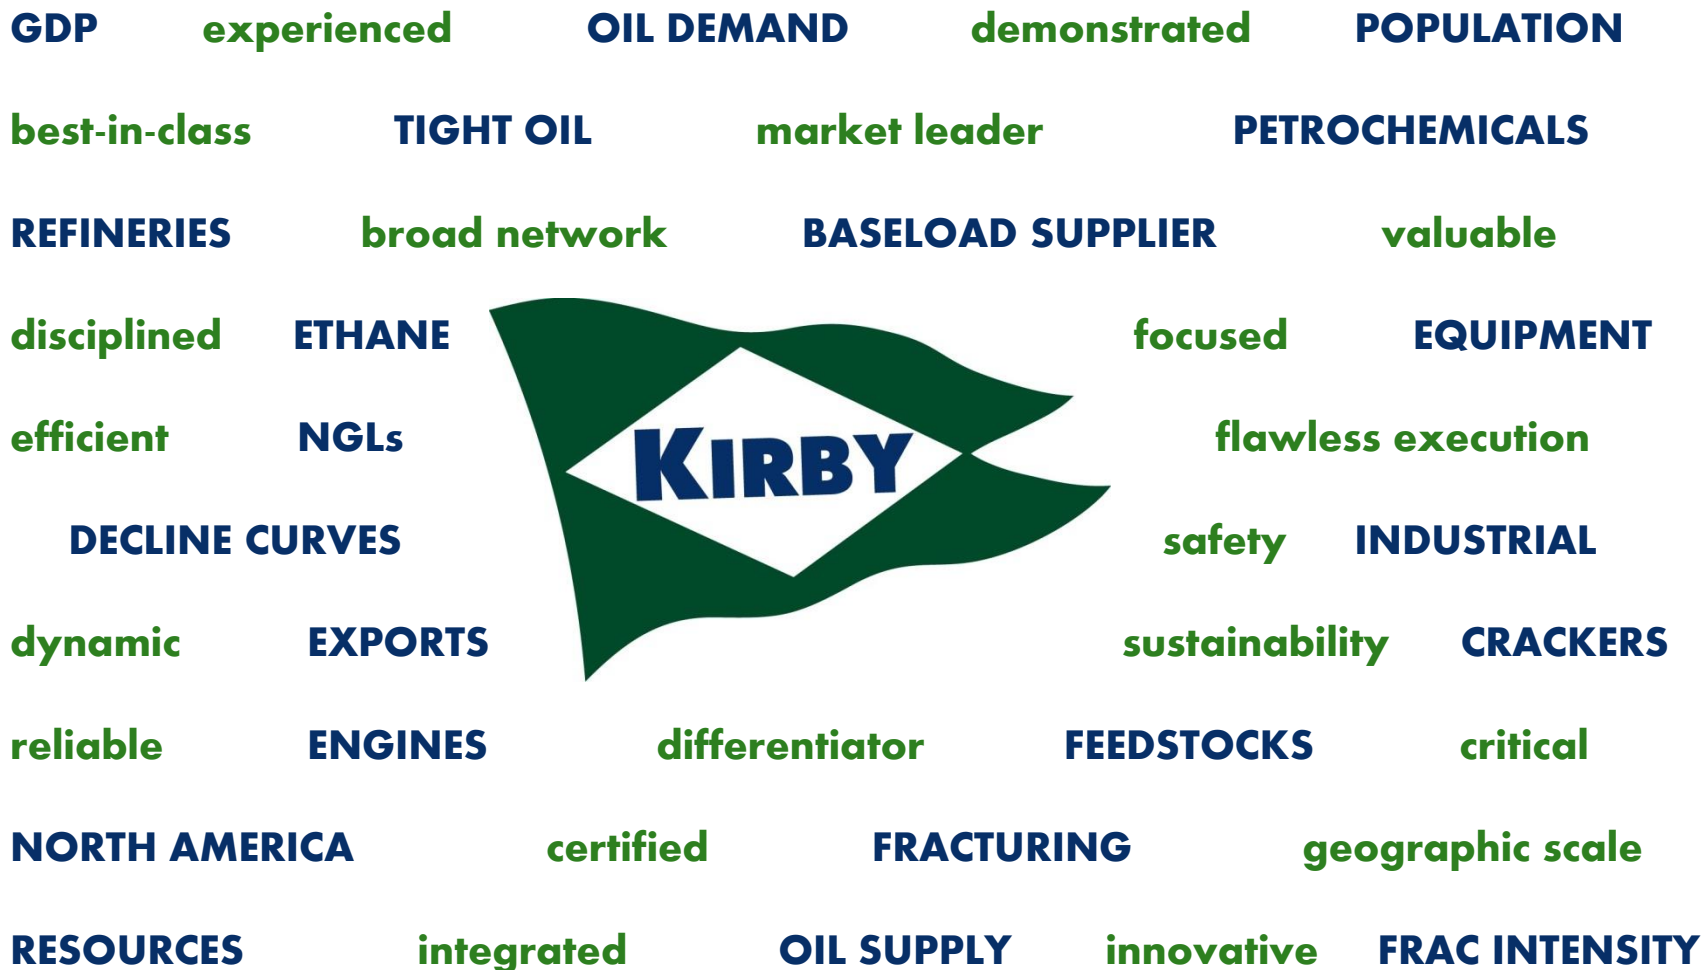 GDP experienced OIL DEMAND demonstrated POPULATION
best-in-class TIGHT OIL market leader PETROCHEMICALS
REFINERIES broad network BASELOAD SUPPLIER valuable
disciplined ETHANE focused EQUIPMENT
efficient NGLs KIRBY flawless execution
DECLINE CURVES safety INDUSTRIAL
dynamic EXPORTS sustainability CRACKERS
reliable ENGINES differentiator FEEDSTOCKS critical
NORTH AMERICA certified FRACTURING geographic scale
RESOURCES integrated OIL SUPPLY innovative FRAC INTENSITY